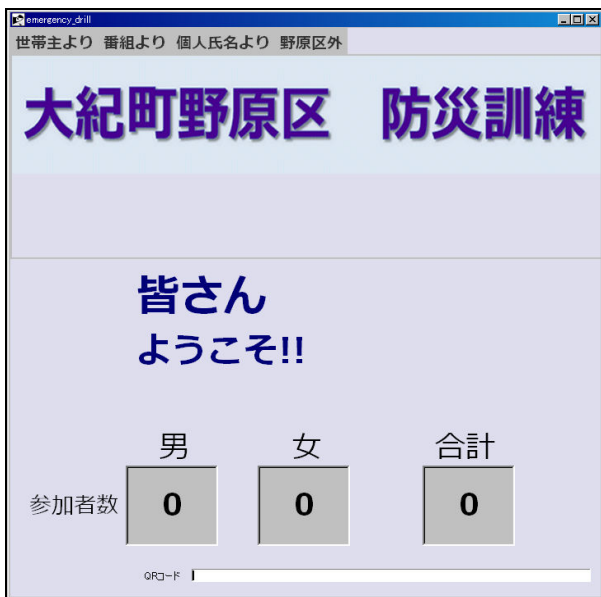 emergency_drill
世帯主より 番組より 個人氏名より 野原区外
大紀町野原区 防災訓練
皆さん
ようこそ!!
男 女 合計
参加者数 0 0 0
QRコード